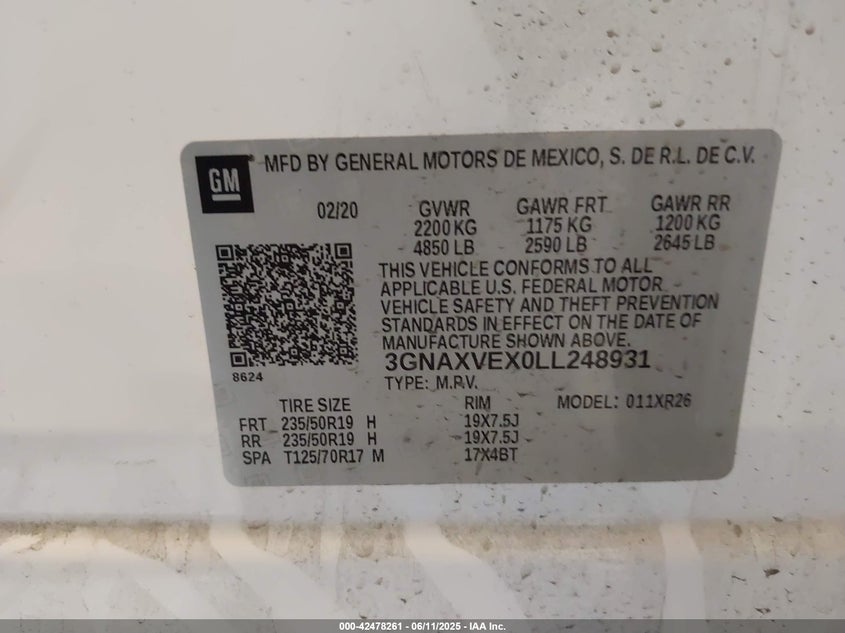 GM
MFD BY GENERAL MOTORS DE MEXICO, S. DE R.L. DE C.V.
02/20 GVWR GAWR FRT GAWR RR
2200 KG 1175 KG 1200 KG
4850 LB 2590 LB 2645 LB
THIS VEHICLE CONFORMS TO ALL
APPLICABLE U.S. FEDERAL MOTOR
VEHICLE SAFETY AND THEFT PREVENTION
STANDARDS IN EFFECT ON THE DATE OF
MANUFACTURE SHOWN ABOVE.
3GNAXVEX0LL248931
8624
TYPE: M.P.V.
TIRE SIZE RIM MODEL: 011XR26
FRT 235/50R19 H 19X7.5J
RR 235/50R19 H 19X7.5J
SPA T125/70R17 M 17X4BT
000-42478261 - 06/11/2025 - IAA Inc.